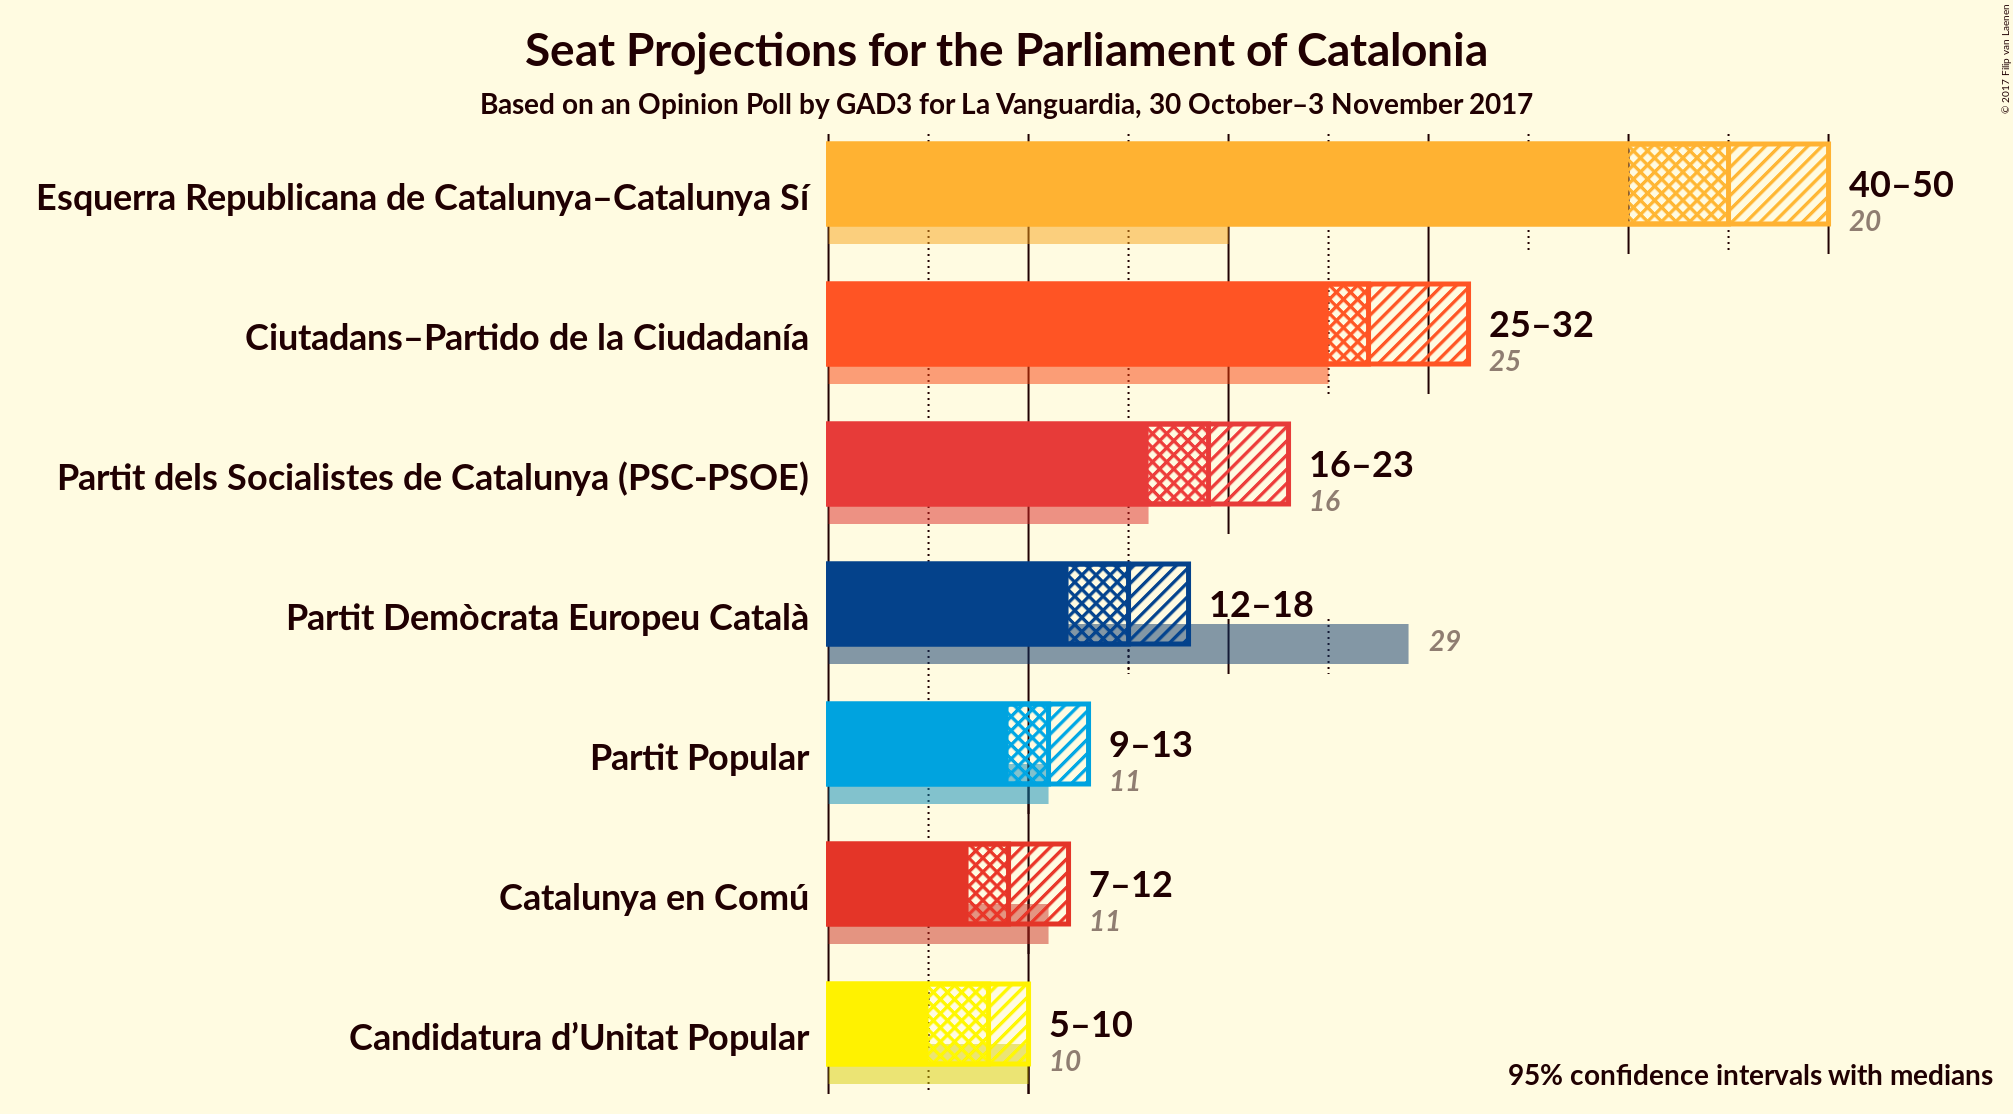 Seat Projections for the Parliament of Catalonia
Based on an Opinion Poll by GAD3 for La Vanguardia, 30 October–3 November 2017
© 2017 Filip van Laenen
Esquerra Republicana de Catalunya–Catalunya Sí
40–50
20
Ciutadans–Partido de la Ciudadanía
25–32
25
Partit dels Socialistes de Catalunya (PSC-PSOE)
16–23
16
Partit Demòcrata Europeu Català
12–18
29
Partit Popular
9–13
11
Catalunya en Comú
7–12
11
Candidatura d’Unitat Popular
5–10
10
95% confidence intervals with medians